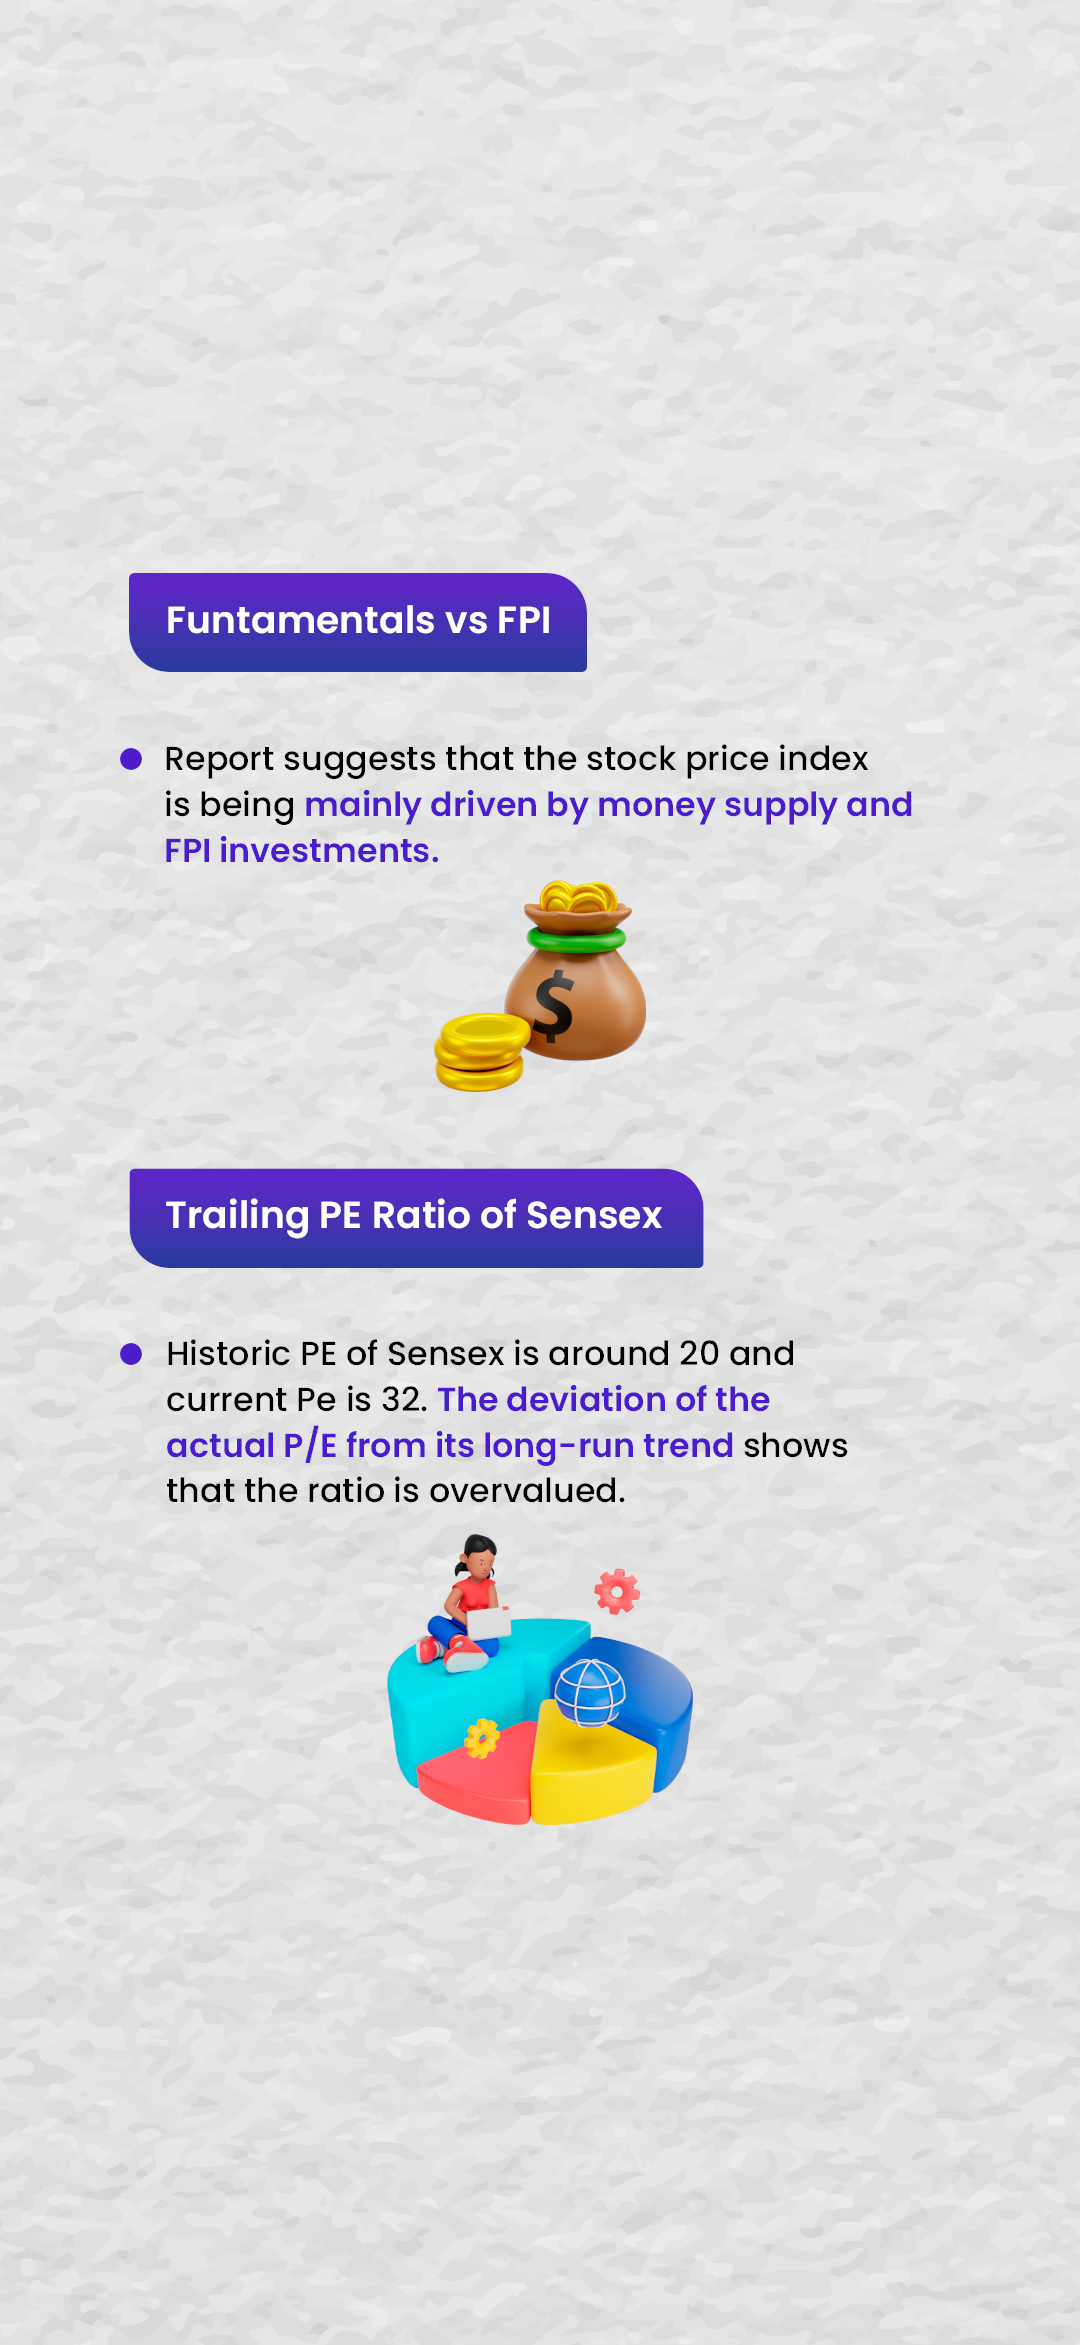 Funtamentals vs FPI
Report suggests that the stock price index
is being mainly driven by money supply and
FPI investments.
$
Trailing PE Ratio of Sensex
Historic PE of Sensex is around 20 and
current Pe is 32. The deviation of the
actual P/E from its long-run trend shows
that the ratio is overvalued.